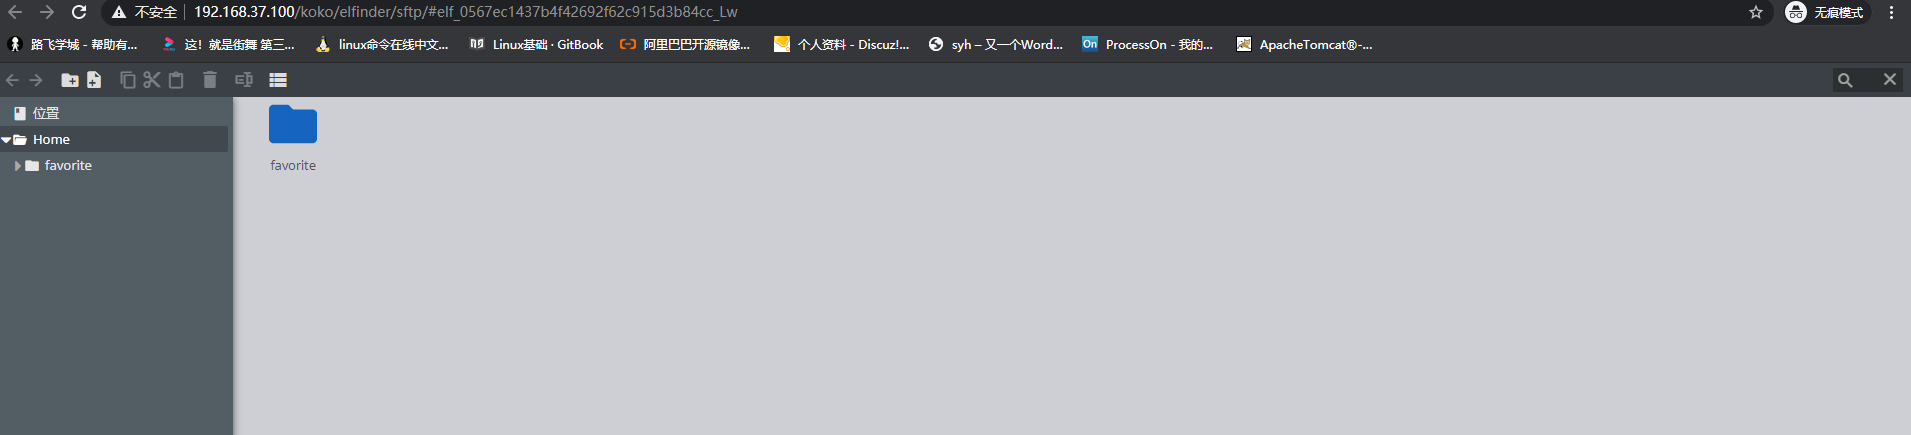 不安全 192.168.37.100/koko/elfinder/sftp/#elf_0567ec1437b4f42692f62c915d3b84cc_Lw 无痕模式
路飞学城 - 帮助有... 这！就是街舞 第三... linux命令在线中文... Linux基础 · GitBook 阿里巴巴开源镜像... 个人资料 - Discuz!... syh – 又一个Word... On ProcessOn - 我的... ApacheTomcat®-...
位置
Home
favorite
favorite